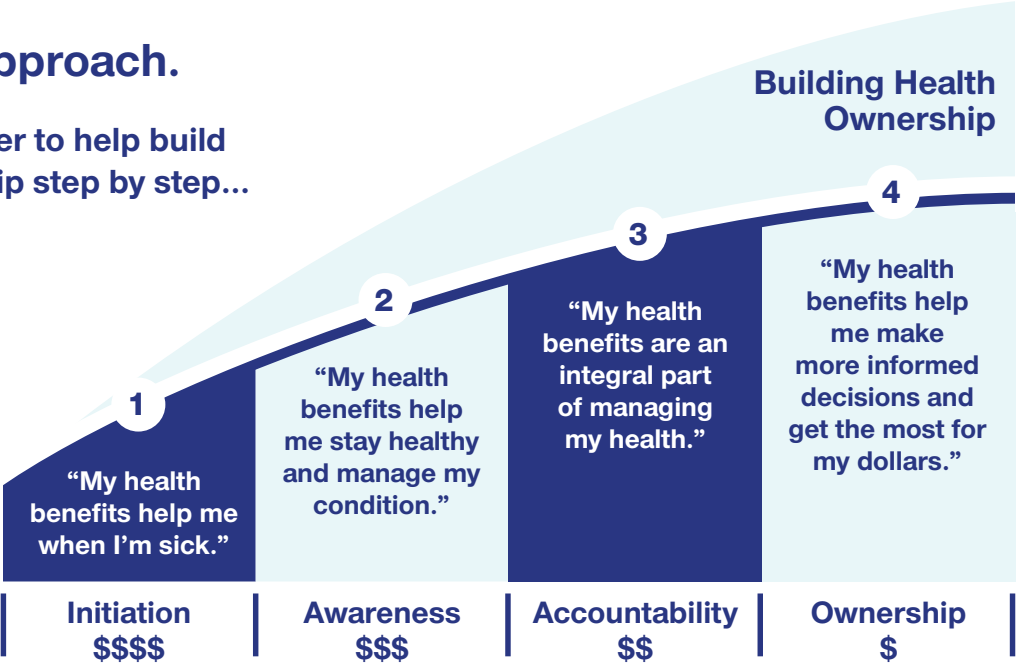 pproach.
er to help build
ip step by step...
Building Health
Ownership
1
“My health
benefits help me
when I’m sick.”
2
“My health
benefits help
me stay healthy
and manage my
condition.”
3
“My health
benefits are an
integral part
of managing
my health.”
4
“My health
benefits help
me make
more informed
decisions and
get the most for
my dollars.”
Initiation
$$$$
Awareness
$$$
Accountability
$$
Ownership
$